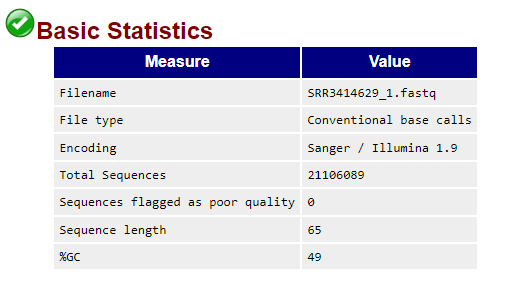 Basic Statistics
Measure Value
Filename SRR3414629_1.fastq
File type Conventional base calls
Encoding Sanger / Illumina 1.9
Total Sequences 21106089
Sequences flagged as poor quality 0
Sequence length 65
%GC 49